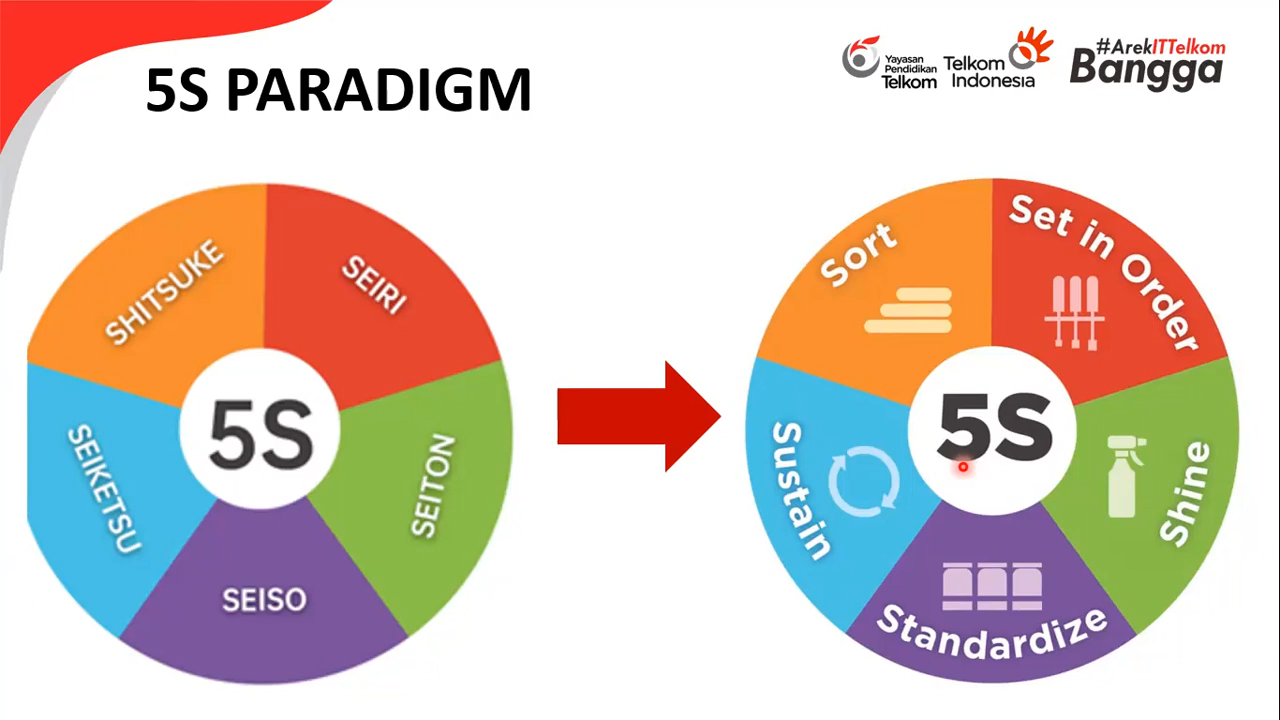 5S PARADIGM
Yayasan
Pendidikan
Telkom
Telkom
Indonesia
#ArekITTelkom
Bangga
SHITSUKE
SEIRI
SEIKETSU
5S
SEITON
SEISO
Sort
Set in Order
Sustain
5S
Shine
Standardize